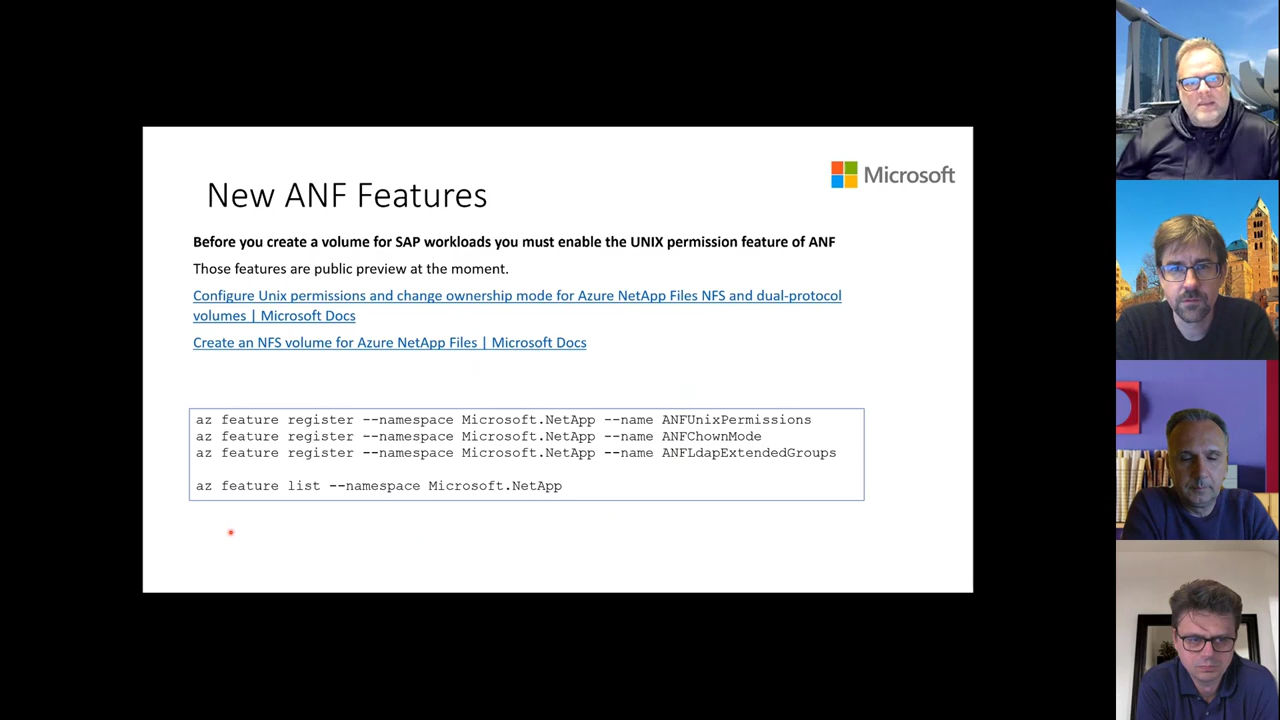 Microsoft
New ANF Features
Before you create a volume for SAP workloads you must enable the UNIX permission feature of ANF
Those features are public preview at the moment.
Configure Unix permissions and change ownership mode for Azure NetApp Files NFS and dual-protocol
volumes | Microsoft Docs
Create an NFS volume for Azure NetApp Files | Microsoft Docs
az feature register --namespace Microsoft.NetApp --name ANFUnixPermissions
az feature register --namespace Microsoft.NetApp --name ANFChownMode
az feature register --namespace Microsoft.NetApp --name ANFLdapExtendedGroups
az feature list --namespace Microsoft.NetApp